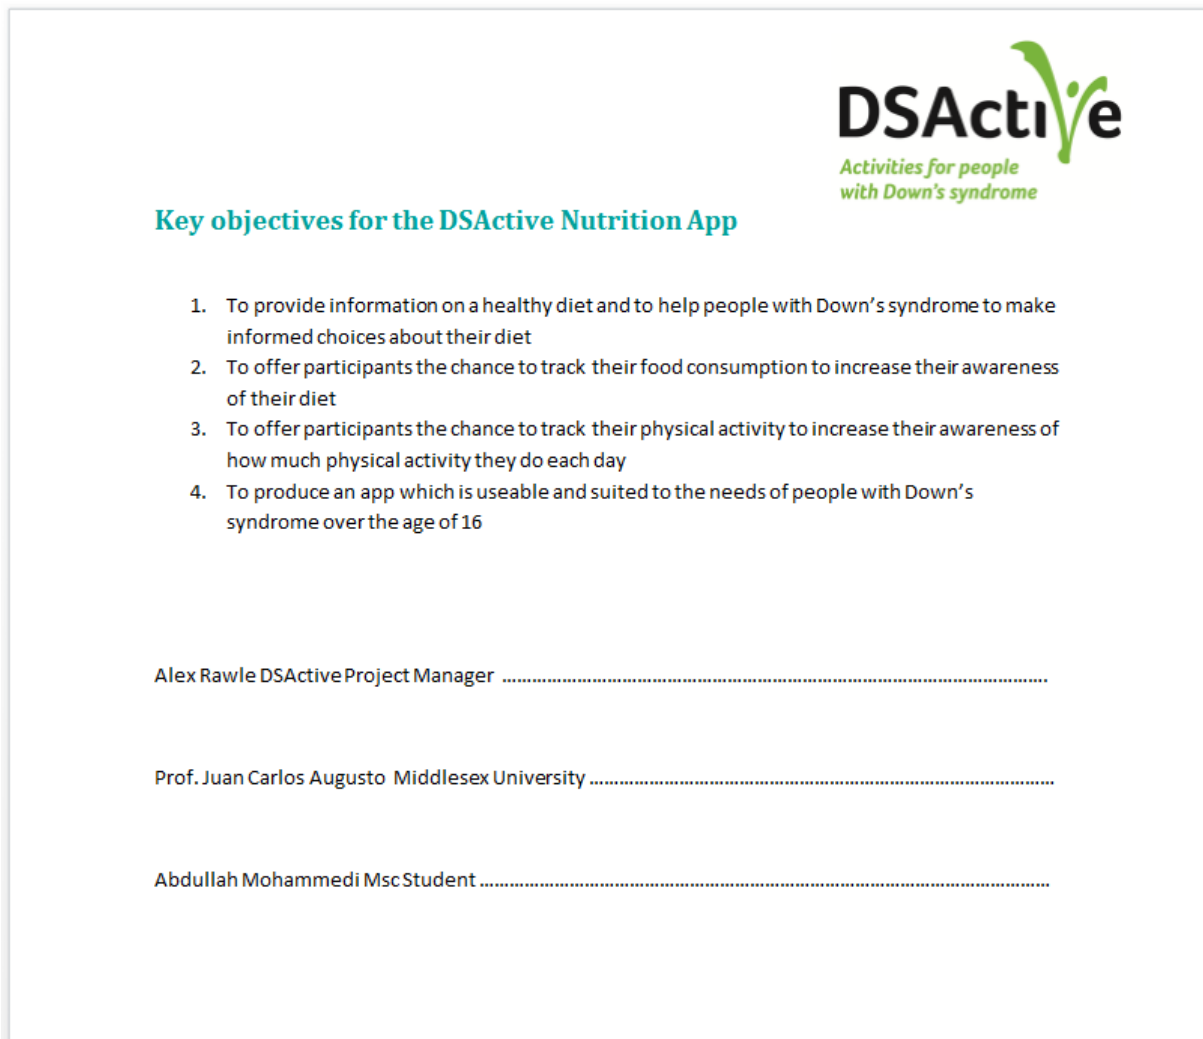 DSActive
Activities for people
with Down's syndrome
Key objectives for the DSActive Nutrition App
1. To provide information on a healthy diet and to help people with Down's syndrome to make
informed choices about their diet
2. To offer participants the chance to track their food consumption to increase their awareness
of their diet
3. To offer participants the chance to track their physical activity to increase their awareness of
how much physical activity they do each day
4. To produce an app which is useable and suited to the needs of people with Down's
syndrome over the age of 16
Alex Rawle DSActive Project Manager ………………………………………………………………………………………………….
Prof. Juan Carlos Augusto Middlesex University ……………………………………………………………………………………
Abdullah Mohammedi Msc Student ………………………………………………………………………………………………………